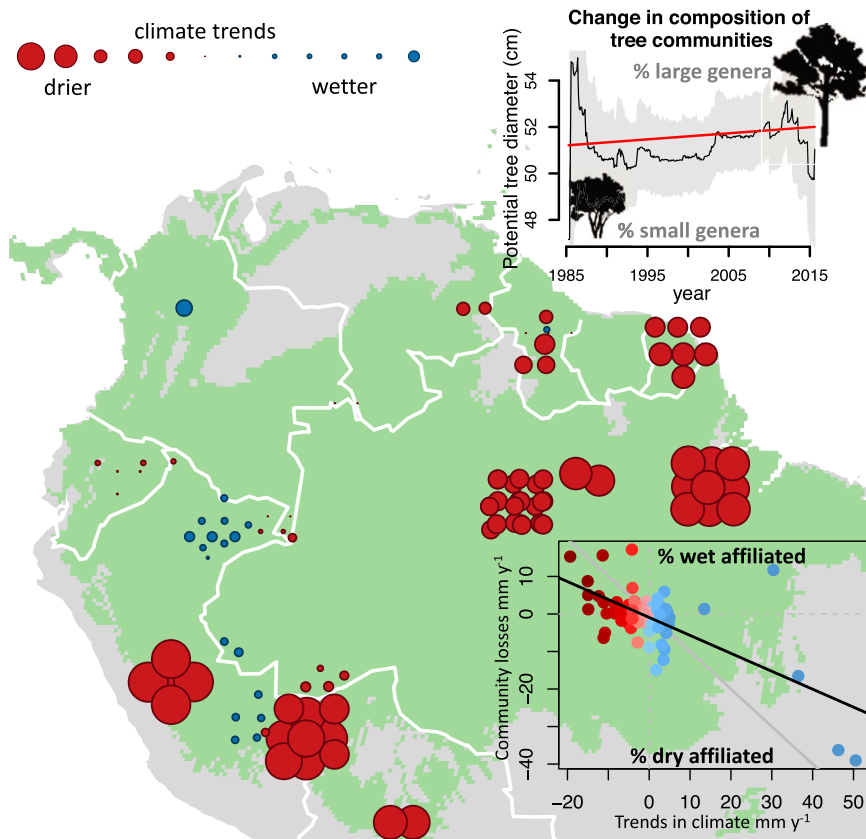 climate trends
drier
wetter
Change in composition of
tree communities
Potential tree diameter (cm)
54
52
50
48
% large genera
% small genera
1985
1995
2005
2015
year
Community losses mm y-1
10
0
−20
−40
% wet affiliated
% dry affiliated
−20
−10
0
10
20
30
40
50
Trends in climate mm y-1